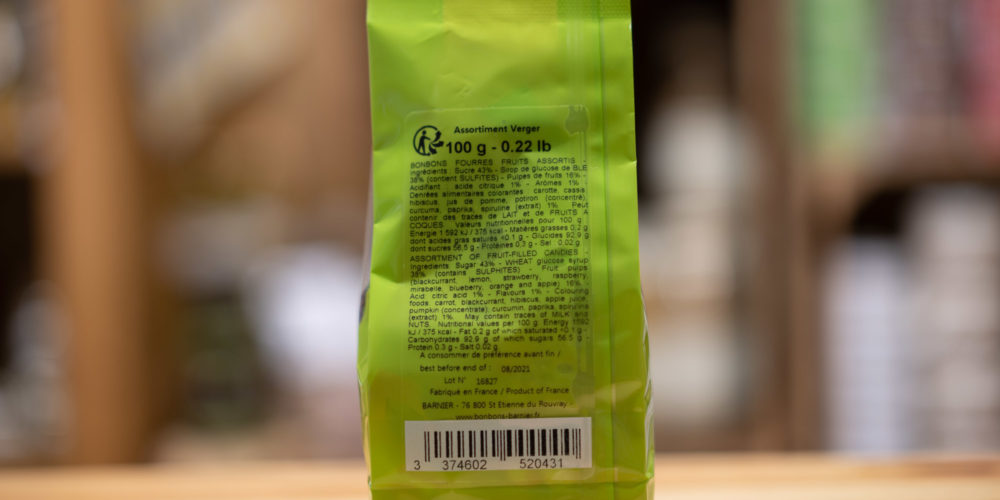 Assortiment Verger
100 g - 0.22 lb
BONBONS FOURRES FRUITS ASSORTIS -
Ingrédients : Sucre 43% - Sirop de glucose de BLE
38% (contient SULFITES) - Pulpes de fruits 16% -
Acidifiant : acide citrique 1% - Arômes 1% -
Denrées alimentaires colorantes : carotte, cassis,
hibiscus, jus de pomme, potiron (concentré),
curcuma, paprika, spiruline (extrait) 1%. Peut
contenir des traces de LAIT et de FRUITS A
COQUES. Valeurs nutritionnelles pour 100 g :
Energie 1 592 kJ / 375 kcal - Matières grasses 0,2 g
dont acides gras saturés <0.1 g - Glucides 92,9 g
dont sucres 56,5 g - Protéines 0,3 g - Sel : 0,02 g
ASSORTMENT OF FRUIT-FILLED CANDIES -
Ingredients: Sugar 43% - WHEAT glucose syrup
38% (contains SULPHITES) - Fruit pulps
(blackcurrant, lemon, strawberry, raspberry,
mirabelle, blueberry, orange and apple) 16% -
Acid: citric acid 1% - Flavours 1% - Colouring
foods: carrot, blackcurrant, hibiscus, apple juice,
pumpkin (concentrate), curcumin, paprika, spirulina
(extract) 1%. May contain traces of MILK and
NUTS. Nutritional values per 100 g: Energy 1592
kJ / 375 kcal - Fat 0.2 g of which saturated <0.1 g -
Carbohydrates 92.9 g of which sugars 56.5 g -
Protein 0.3 g - Salt 0.02 g.
A consommer de préférence avant fin /
best before end of : 08/2021
Lot N° 16827
Fabriqué en France / Product of France
BARNIER - 76 800 St Etienne du Rouvray -
www.bonbons-barnier.fr
3 374602 520431